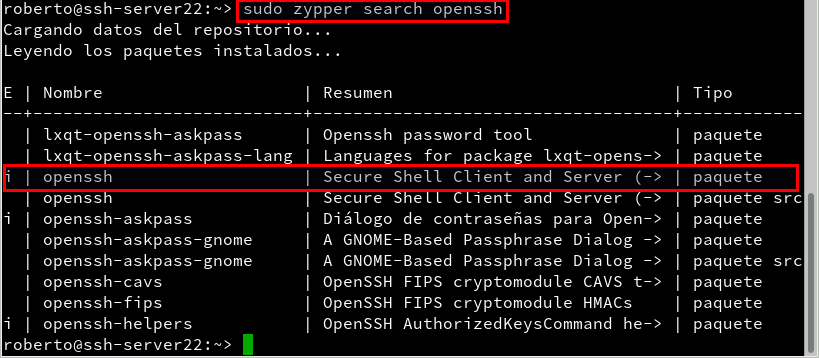 roberto@ssh-server22:~> sudo zypper search openssh
Cargando datos del repositorio...
Leyendo los paquetes instalados...
E | Nombre | Resumen | Tipo
--+---------------------------+-----------------------------------+------------
| lxqt-openssh-askpass | Openssh password tool | paquete
| lxqt-openssh-askpass-lang | Languages for package lxqt-opens-> | paquete
i | openssh | Secure Shell Client and Server (-> | paquete
| openssh | Secure Shell Client and Server (-> | paquete src
i | openssh-askpass | Diálogo de contraseñas para Open-> | paquete
| openssh-askpass-gnome | A GNOME-Based Passphrase Dialog -> | paquete
| openssh-askpass-gnome | A GNOME-Based Passphrase Dialog -> | paquete src
| openssh-cavs | OpenSSH FIPS cryptomodule CAVS t-> | paquete
| openssh-fips | OpenSSH FIPS cryptomodule HMACs | paquete
i | openssh-helpers | OpenSSH AuthorizedKeysCommand he-> | paquete
roberto@ssh-server22:~>